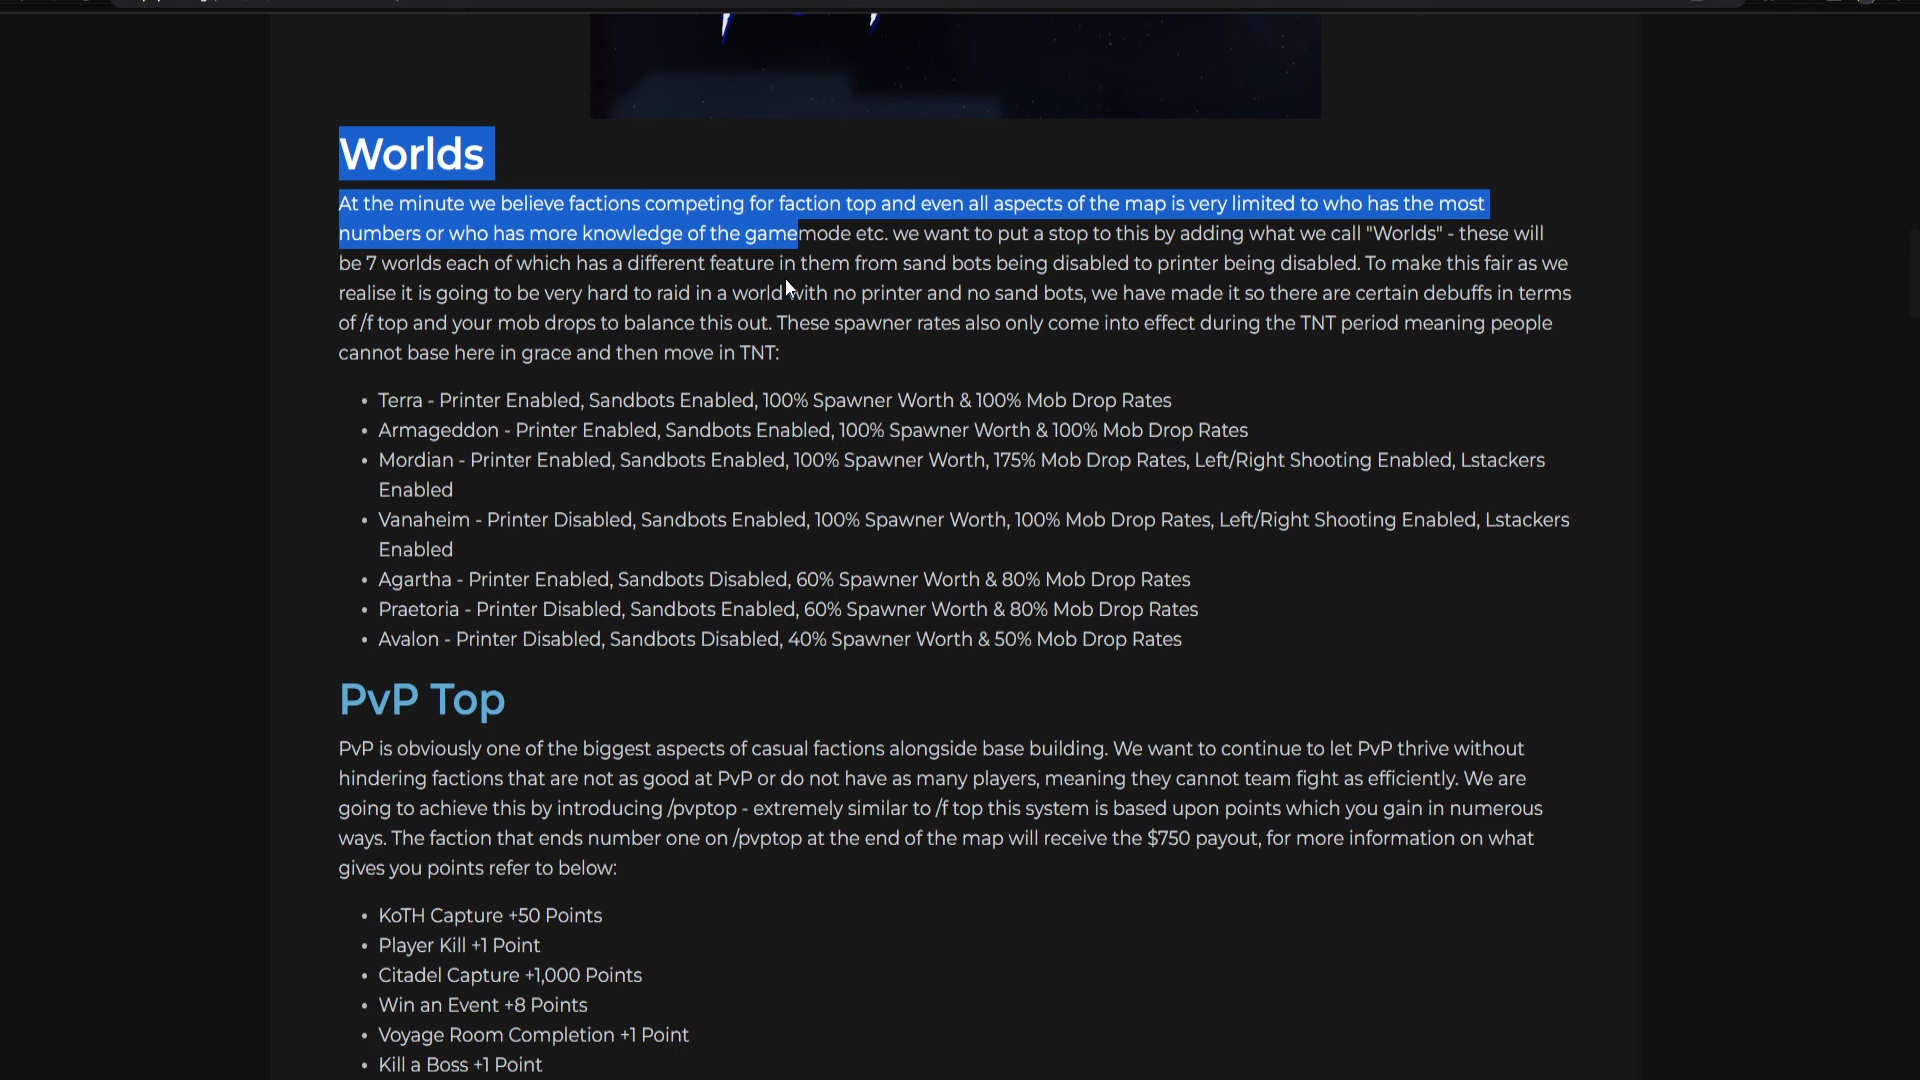 Worlds
At the minute we believe factions competing for faction top and even all aspects of the map is very limited to who has the most
numbers or who has more knowledge of the gamemode etc. we want to put a stop to this by adding what we call "Worlds" - these will
be 7 worlds each of which has a different feature in them from sand bots being disabled to printer being disabled. To make this fair as we
realise it is going to be very hard to raid in a world with no printer and no sand bots, we have made it so there are certain debuffs in terms
of /f top and your mob drops to balance this out. These spawner rates also only come into effect during the TNT period meaning people
cannot base here in grace and then move in TNT:
• Terra - Printer Enabled, Sandbots Enabled, 100% Spawner Worth & 100% Mob Drop Rates
• Armageddon - Printer Enabled, Sandbots Enabled, 100% Spawner Worth & 100% Mob Drop Rates
• Mordian - Printer Enabled, Sandbots Enabled, 100% Spawner Worth, 175% Mob Drop Rates, Left/Right Shooting Enabled, Lstackers
Enabled
• Vanaheim - Printer Disabled, Sandbots Enabled, 100% Spawner Worth, 100% Mob Drop Rates, Left/Right Shooting Enabled, Lstackers
Enabled
• Agartha - Printer Enabled, Sandbots Disabled, 60% Spawner Worth & 80% Mob Drop Rates
• Praetoria - Printer Disabled, Sandbots Enabled, 60% Spawner Worth & 80% Mob Drop Rates
• Avalon - Printer Disabled, Sandbots Disabled, 40% Spawner Worth & 50% Mob Drop Rates
PvP Top
PvP is obviously one of the biggest aspects of casual factions alongside base building. We want to continue to let PvP thrive without
hindering factions that are not as good at PvP or do not have as many players, meaning they cannot team fight as efficiently. We are
going to achieve this by introducing /pvptop - extremely similar to /f top this system is based upon points which you gain in numerous
ways. The faction that ends number one on /pvptop at the end of the map will receive the $750 payout, for more information on what
gives you points refer to below:
• KoTH Capture +50 Points
• Player Kill +1 Point
• Citadel Capture +1,000 Points
• Win an Event +8 Points
• Voyage Room Completion +1 Point
• Kill a Boss +1 Point